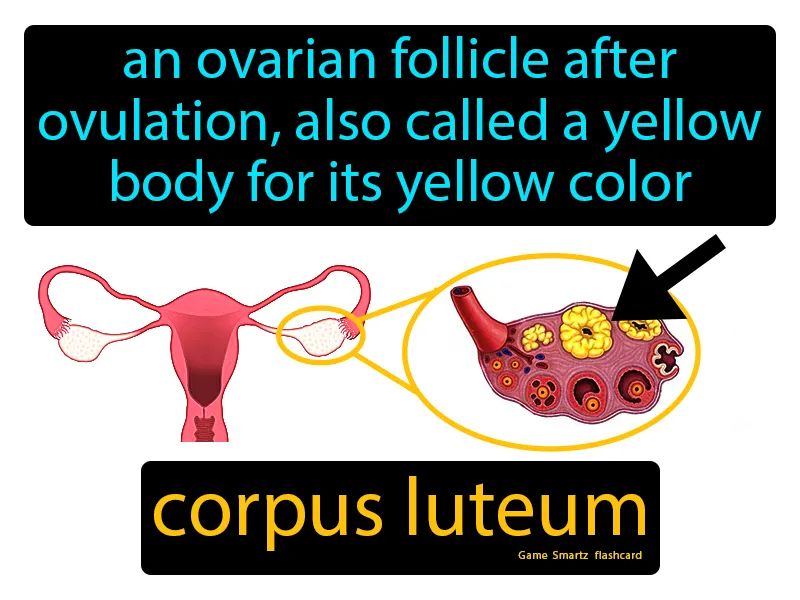 an ovarian follicle after
ovulation, also called a yellow
body for its yellow color
corpus luteum
Game Smartz flashcard